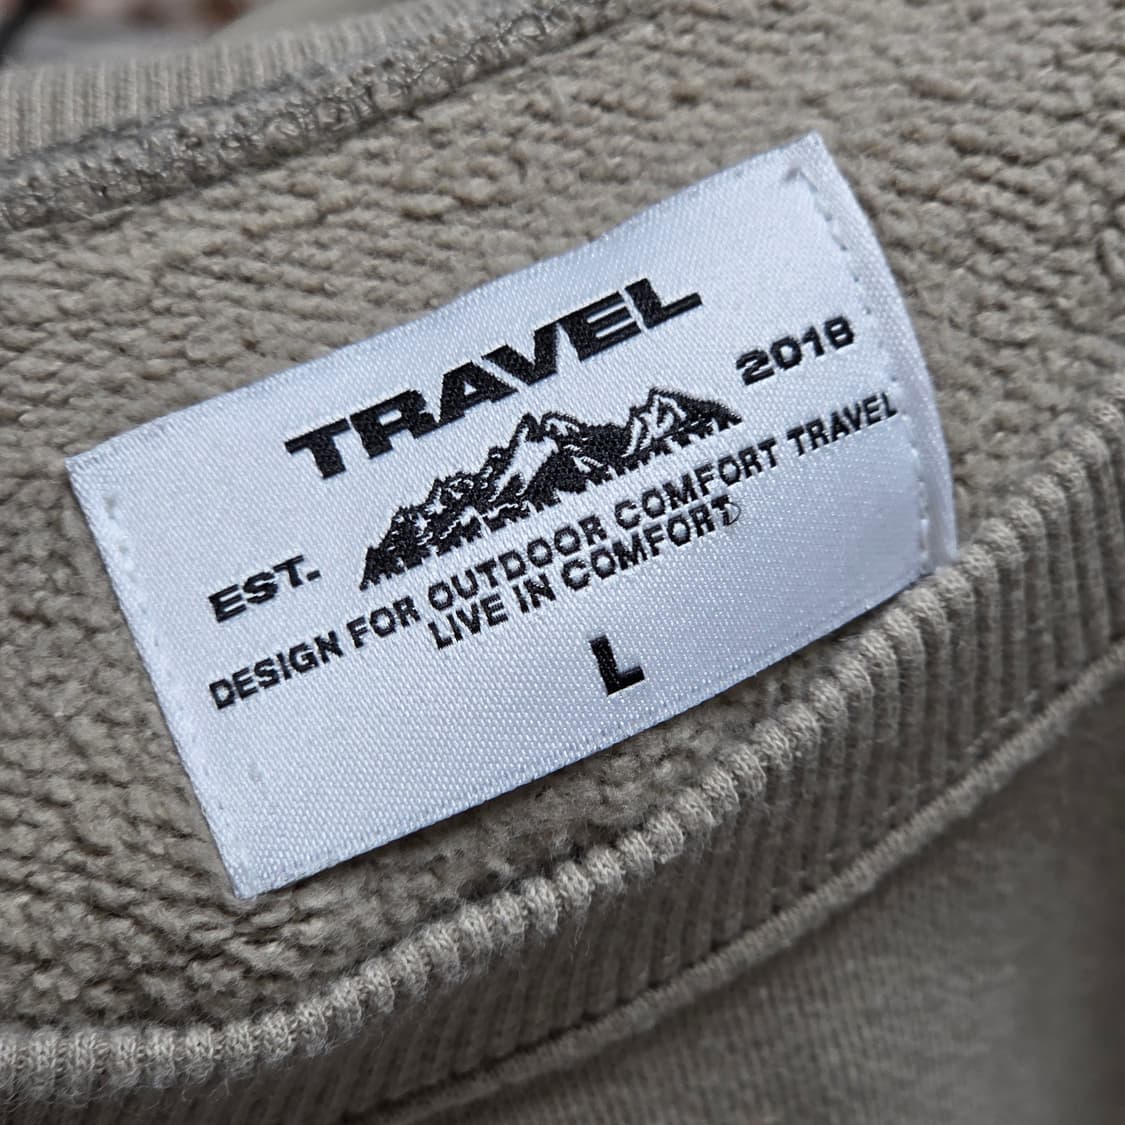 TRAVEL
EST. 2018
DESIGN FOR OUTDOOR COMFORT TRAVEL
LIVE IN COMFORT
L